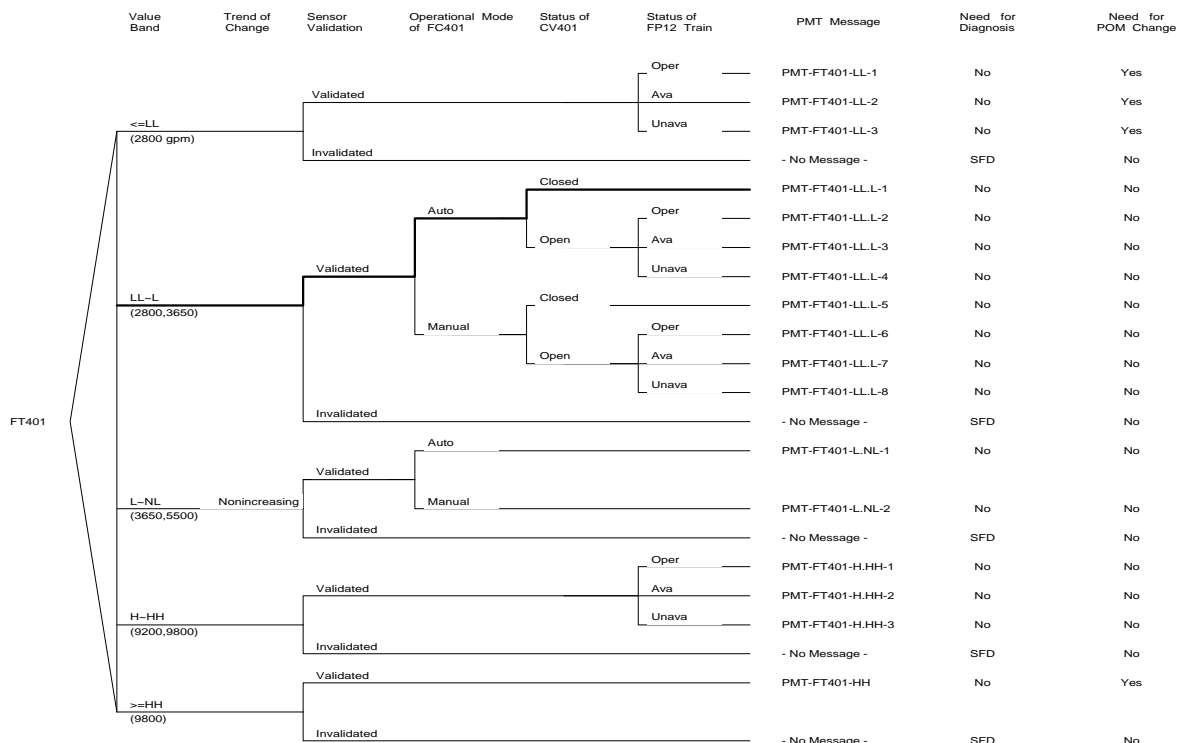 Value Band
Trend of Change
Sensor Validation
Operational Mode of FC401
Status of CV401
Status of FP12 Train
PMT Message
Need for Diagnosis
Need for POM Change
Oper PMT-FT401-LL-1 No Yes
Validated Ava PMT-FT401-LL-2 No Yes
<=LL
(2800 gpm)
Unava PMT-FT401-LL-3 No Yes
Invalidated - No Message - SFD No
Closed PMT-FT401-LL.L-1 No No
Auto Oper PMT-FT401-LL.L-2 No No
Open Ava PMT-FT401-LL.L-3 No No
Validated Unava PMT-FT401-LL.L-4 No No
LL~L
(2800,3650)
Closed PMT-FT401-LL.L-5 No No
Manual Oper PMT-FT401-LL.L-6 No No
Open Ava PMT-FT401-LL.L-7 No No
Unava PMT-FT401-LL.L-8 No No
FT401
Invalidated - No Message - SFD No
Auto PMT-FT401-L.NL-1 No No
Validated
L~NL
(3650,5500)
Nonincreasing Manual PMT-FT401-L.NL-2 No No
Invalidated - No Message - SFD No
Oper PMT-FT401-H.HH-1 No No
Validated Ava PMT-FT401-H.HH-2 No No
H~HH
(9200,9800)
Unava PMT-FT401-H.HH-3 No No
Invalidated - No Message - SFD No
Validated PMT-FT401-HH No Yes
>=HH
(9800)
Invalidated - No Message - SFD No